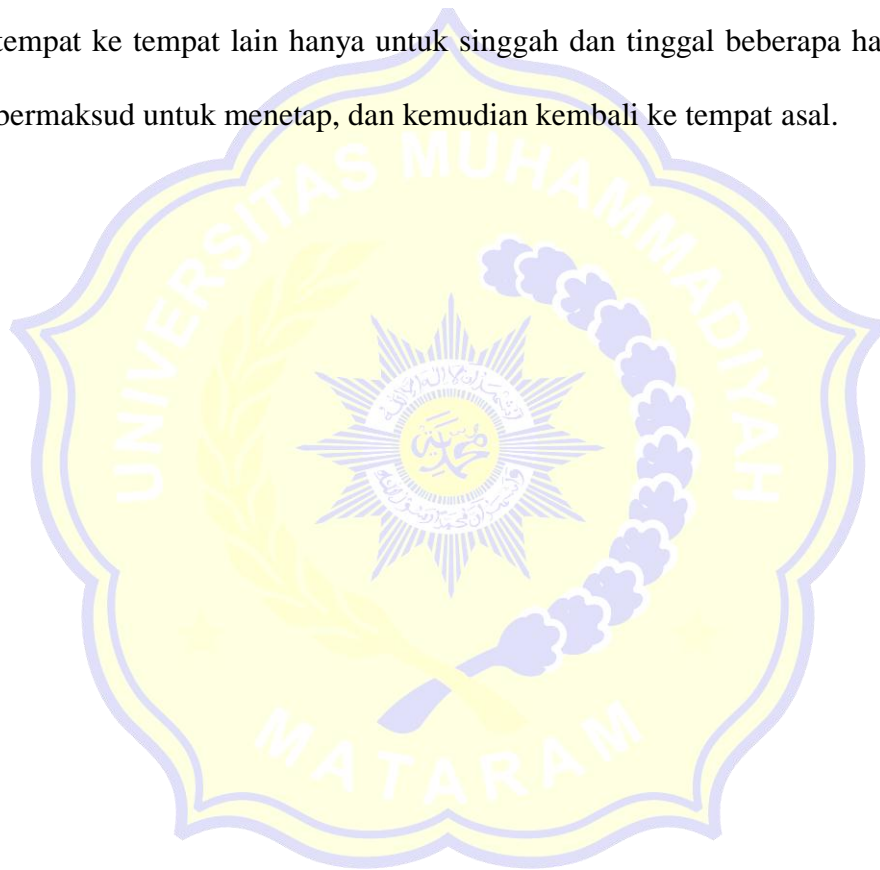 tempat ke tempat lain hanya untuk singgah dan tinggal beberapa ha
bermaksud untuk menetap, dan kemudian kembali ke tempat asal.
UNIVERSITAS MUHAMMADIYAH
MATARAM